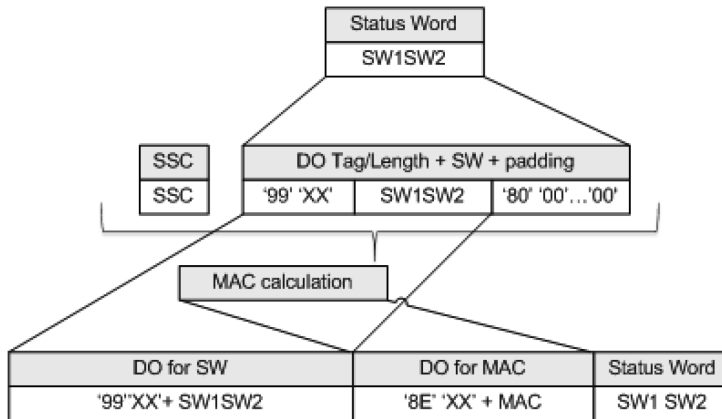 Status Word
SW1SW2
SSC DO Tag/Length + SW + padding
SSC ‘99’ ‘XX’ SW1SW2 ‘80’ ‘00’...‘00’
MAC calculation
DO for SW DO for MAC Status Word
‘99’’XX’+ SW1SW2 ‘8E’ ‘XX’ + MAC SW1 SW2